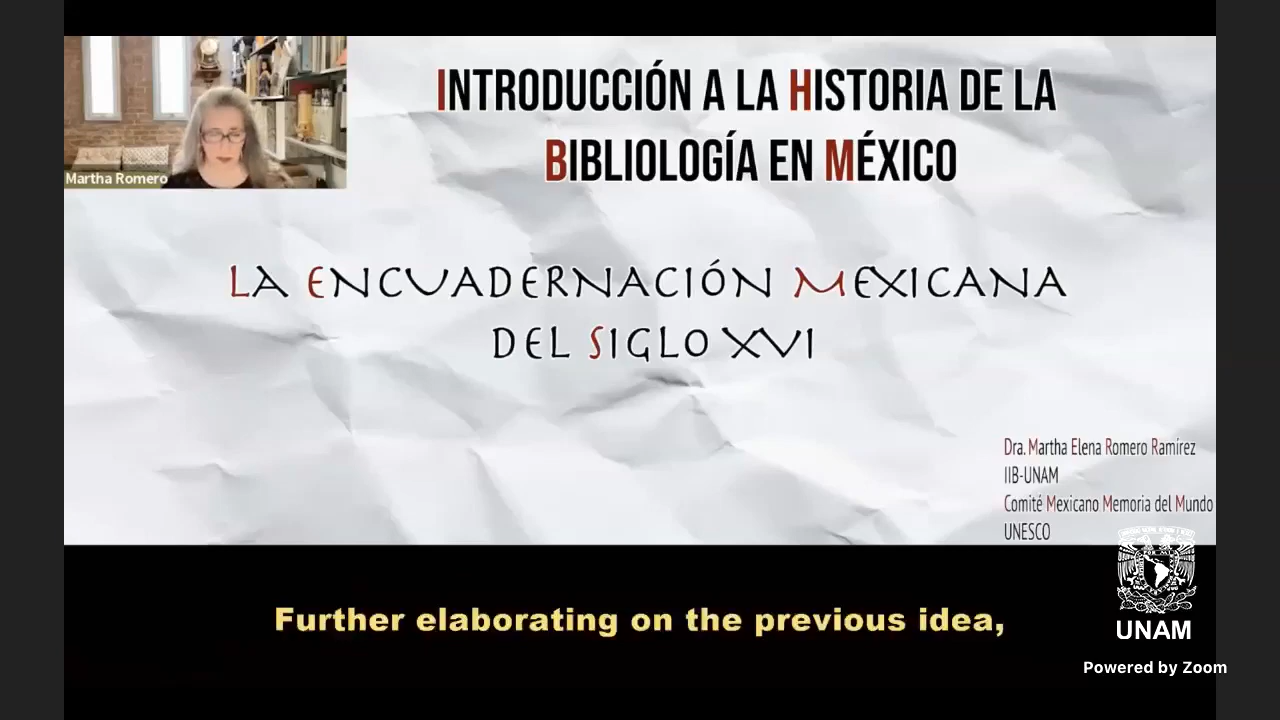 Martha Romero
INTRODUCCIÓN A LA HISTORIA DE LA
BIBLIOLOGÍA EN MÉXICO
LA ENCUADERNACIÓN MEXICANA
DEL SIGLO XVI
Dra. Martha Elena Romero Ramírez
IIB-UNAM
Comité Mexicano Memoria del Mundo
UNESCO
Further elaborating on the previous idea,
UNAM
Powered by Zoom